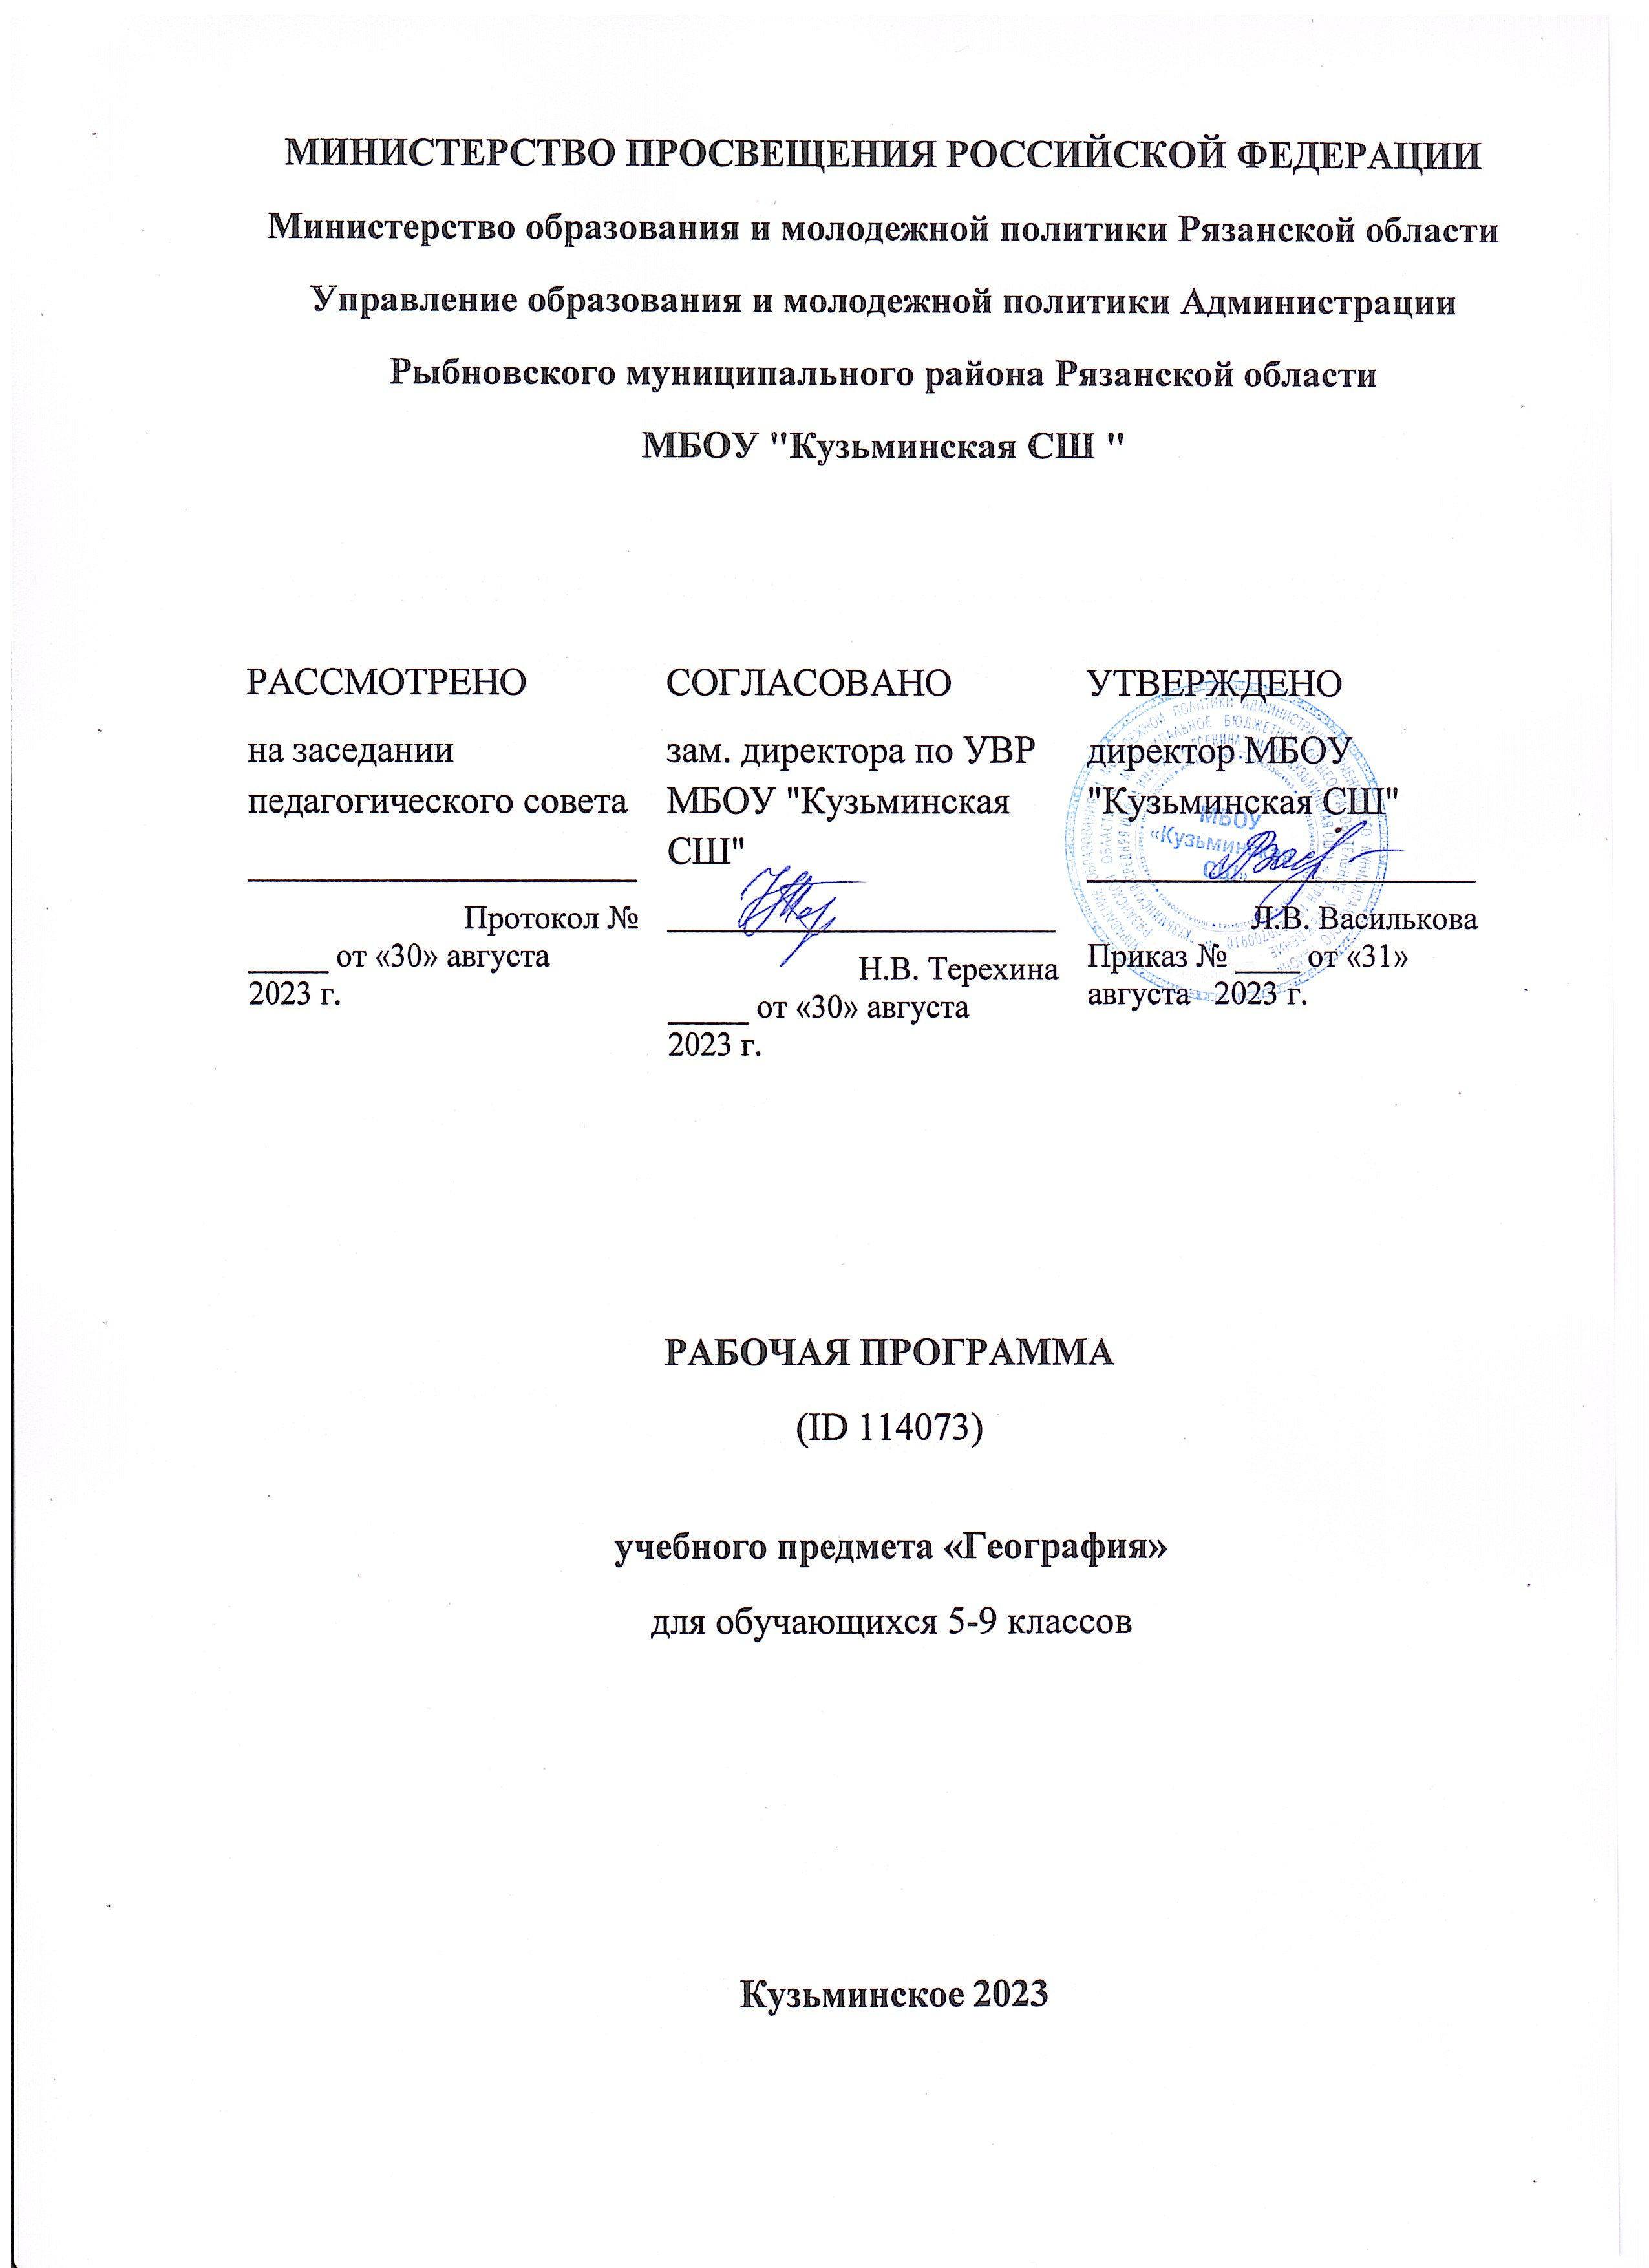 МИНИСТЕРСТВО ПРОСВЕЩЕНИЯ РОССИЙСКОЙ ФЕДЕРАЦИИ
Министерство образования и молодежной политики Рязанской области
Управление образования и молодежной политики Администрации
Рыбновского муниципального района Рязанской области
МБОУ "Кузьминская СШ "
РАССМОТРЕНО
на заседании
педагогического совета
Протокол №
_____ от «30» августа
2023 г.
СОГЛАСОВАНО
зам. директора по УВР
МБОУ "Кузьминская
СШ"
Н.В. Терехина
_____ от «30» августа
2023 г.
УТВЕРЖДЕНО
директор МБОУ
"Кузьминская СШ"
Л.В. Василькова
Приказ № ____ от «31»
августа 2023 г.
МБОУ
«Кузьминская
СШ»
РАБОЧАЯ ПРОГРАММА
(ID 114073)
учебного предмета «География»
для обучающихся 5-9 классов
Кузьминское 2023